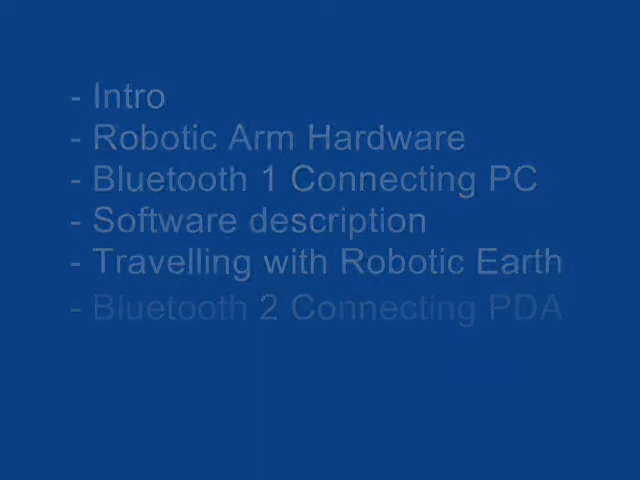 - Intro
- Robotic Arm Hardware
- Bluetooth 1 Connecting PC
- Software description
- Travelling with Robotic Earth
- Bluetooth 2 Connecting PDA